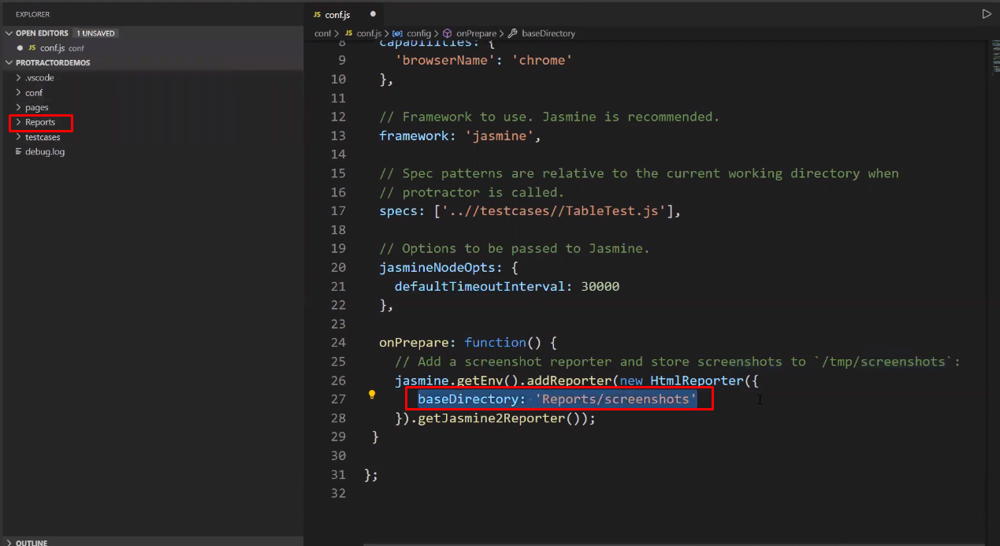 EXPLORER
OPEN EDITORS 1 UNSAVED
conf.js conf
PROTRACTORDEMOS
.vscode
conf
pages
Reports
testcases
debug.log
OUTLINE
JS conf.js
conf > JS conf.js > config > onPrepare > baseDirectory
8 capabilities: {
9 'browserName': 'chrome'
10 },
11
12 // Framework to use. Jasmine is recommended.
13 framework: 'jasmine',
14
15 // Spec patterns are relative to the current working directory when
16 // protractor is called.
17 specs: ['..//testcases//TableTest.js'],
18
19 // Options to be passed to Jasmine.
20 jasmineNodeOpts: {
21 defaultTimeoutInterval: 30000
22 },
23
24 onPrepare: function() {
25 // Add a screenshot reporter and store screenshots to `/tmp/screenshots`:
26 jasmine.getEnv().addReporter(new HtmlReporter({
27 baseDirectory: 'Reports/screenshots'
28 }).getJasmine2Reporter());
29 }
30
31 };
32